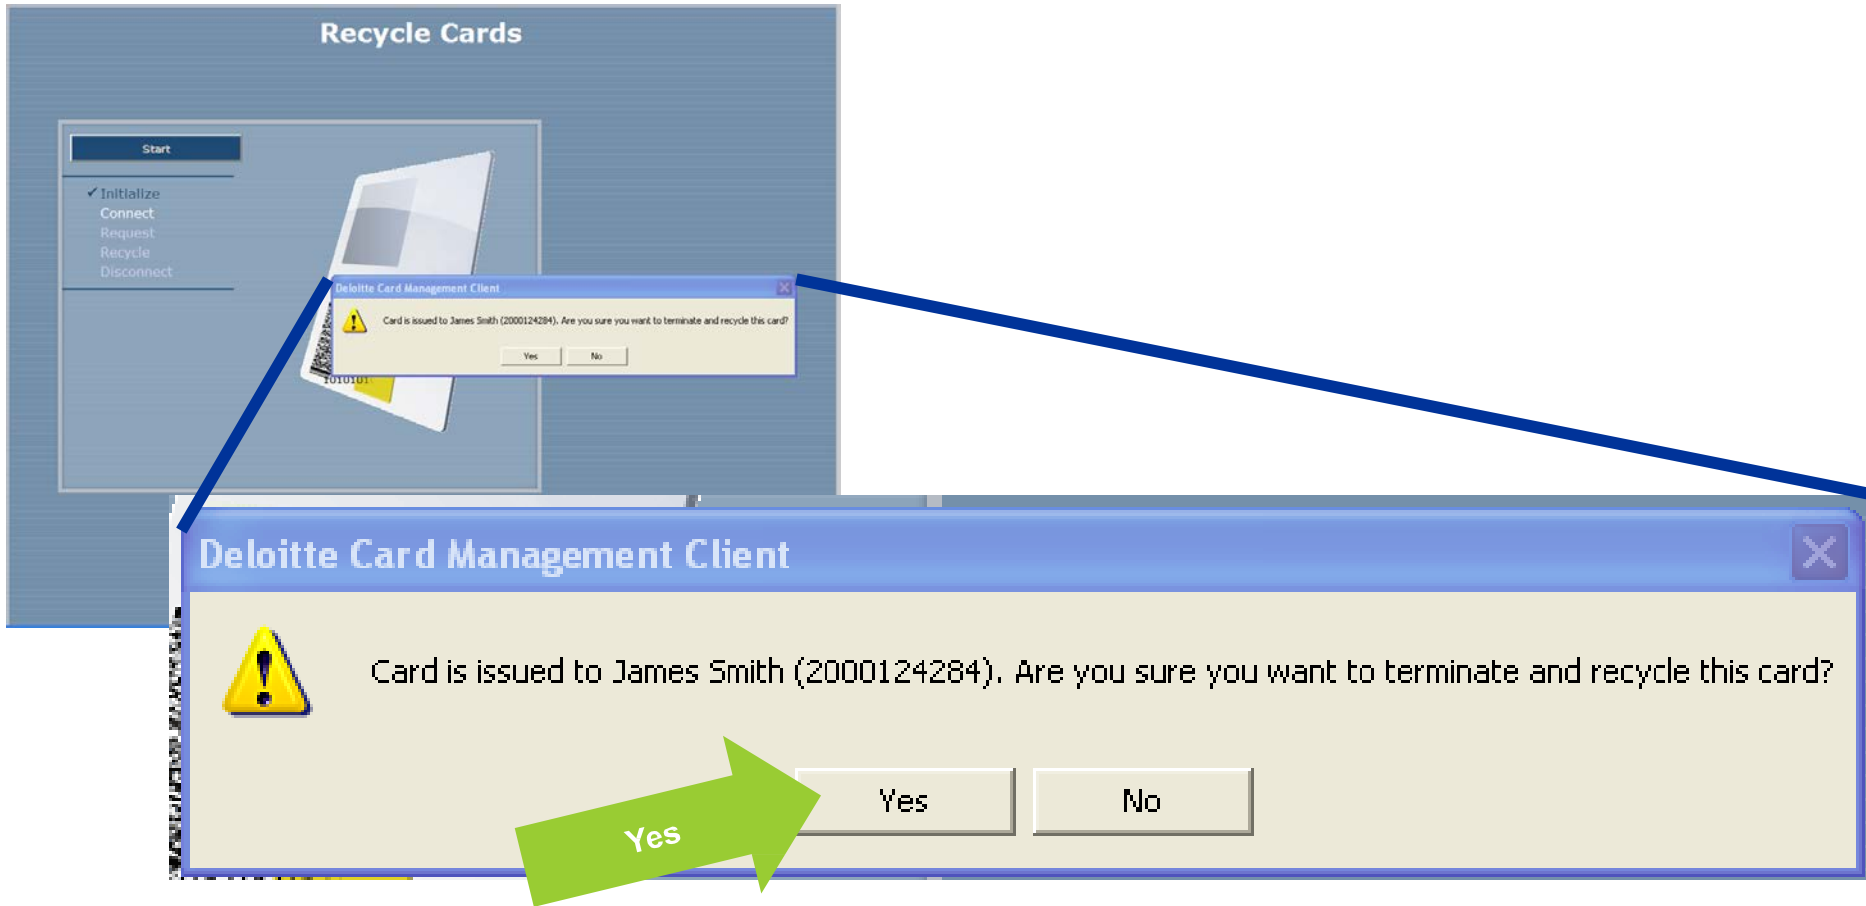 Recycle Cards
Start
✓ Initialize
Connect
Request
Recycle
Disconnect
Deloitte Card Management Client
Card is issued to James Smith (2000124284). Are you sure you want to terminate and recycle this card?
Yes No
1010101
Deloitte Card Management Client
Card is issued to James Smith (2000124284). Are you sure you want to terminate and recycle this card?
Yes No
Yes